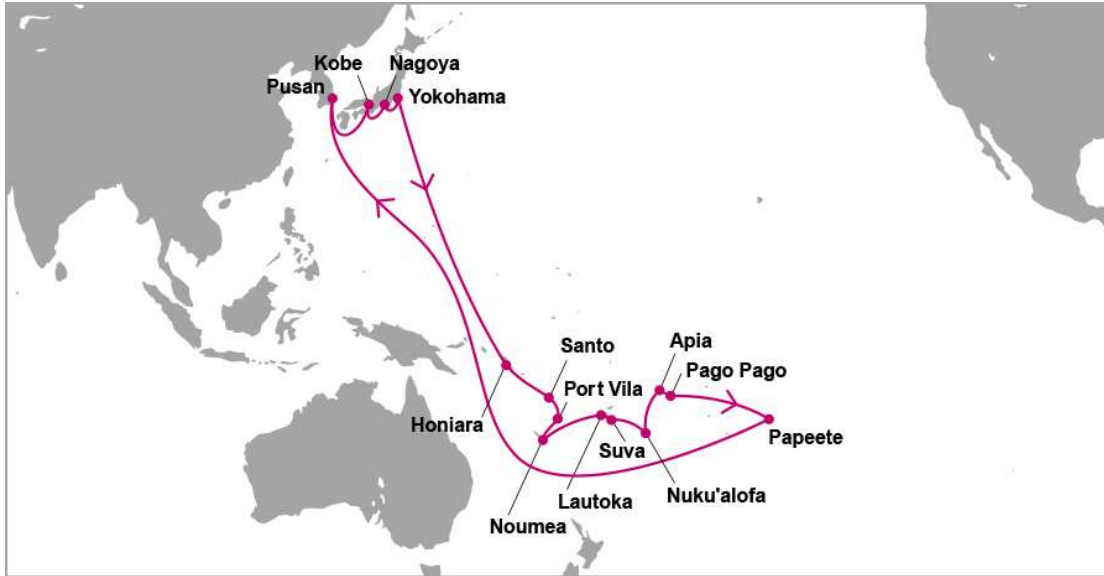 Kobe
Nagoya
Pusan
Yokohama
Apia
Santo
Pago Pago
Port Vila
Honiara
Papeete
Suva
Nuku'alofa
Lautoka
Noumea